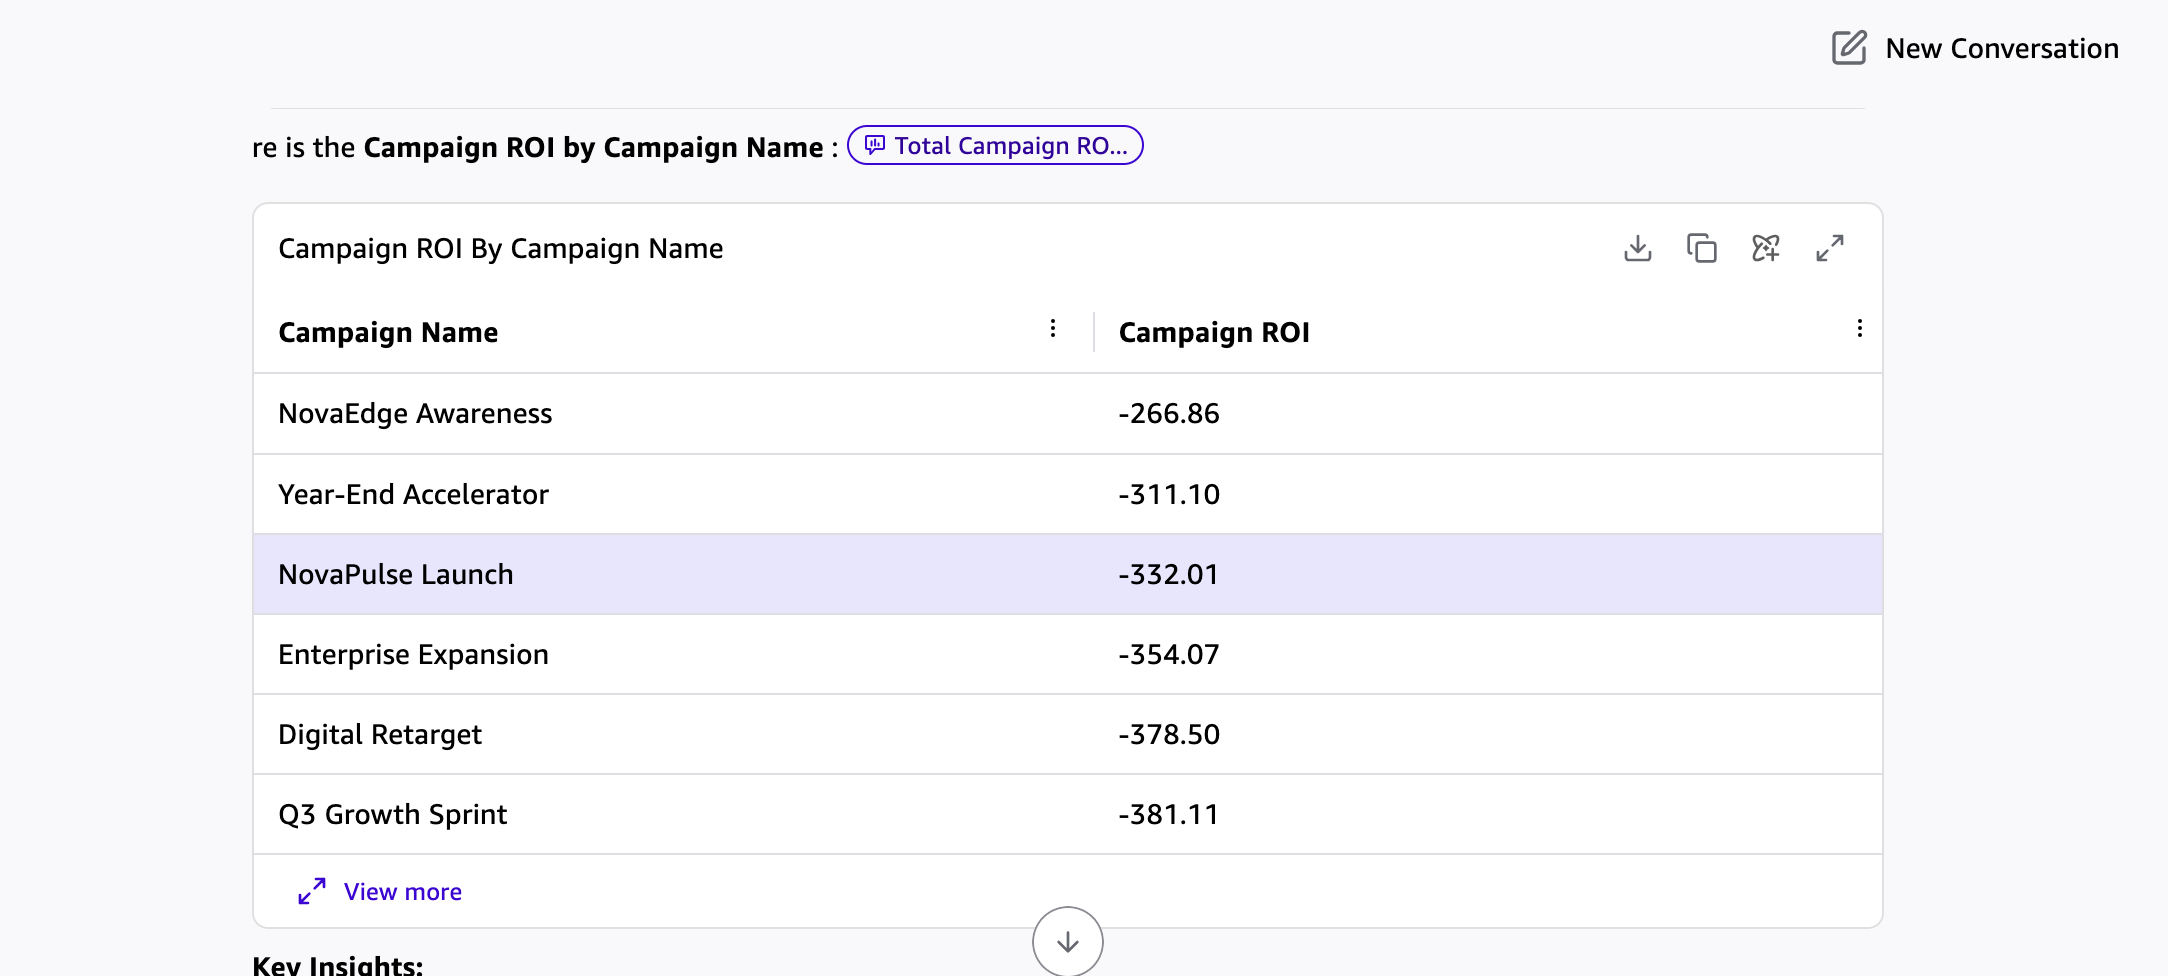 New Conversation
re is the Campaign ROI by Campaign Name : Total Campaign RO...
Campaign ROI By Campaign Name
Campaign Name Campaign ROI
NovaEdge Awareness -266.86
Year-End Accelerator -311.10
NovaPulse Launch -332.01
Enterprise Expansion -354.07
Digital Retarget -378.50
Q3 Growth Sprint -381.11
View more
Key Insights: